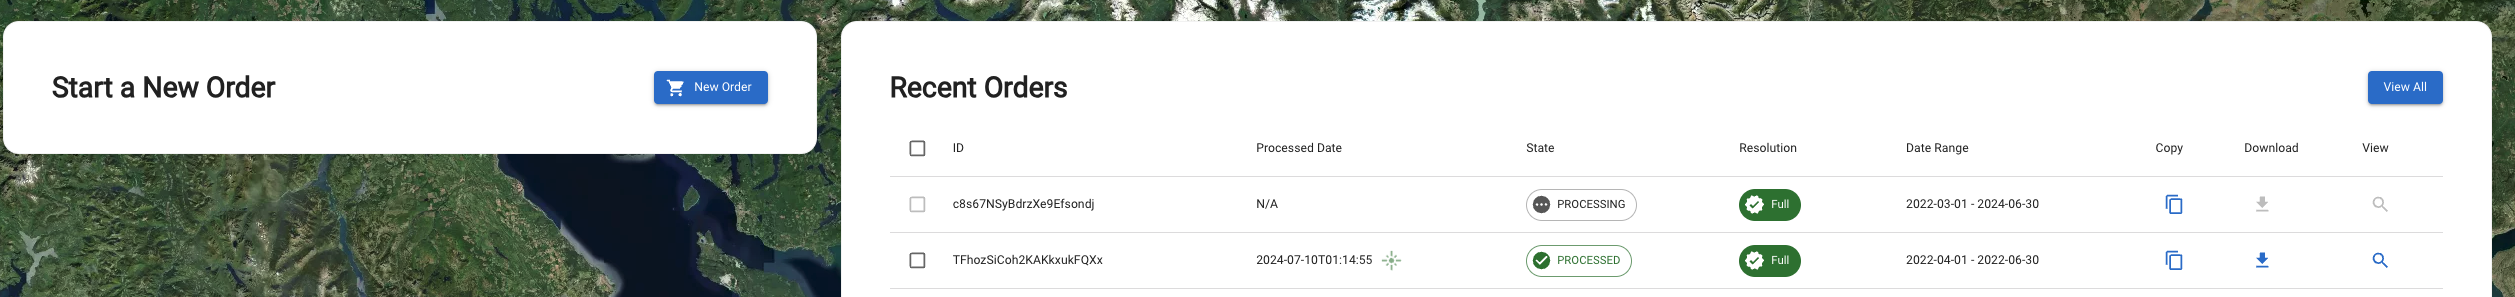 Start a New Order
New Order
Recent Orders
View All
ID Processed Date State Resolution Date Range Copy Download View
c8s67NSyBdrzXe9Efsondj N/A PROCESSING Full 2022-03-01 - 2024-06-30
TFhozSiCoh2KAKkxukFQXx 2024-07-10T01:14:55 PROCESSED Full 2022-04-01 - 2022-06-30